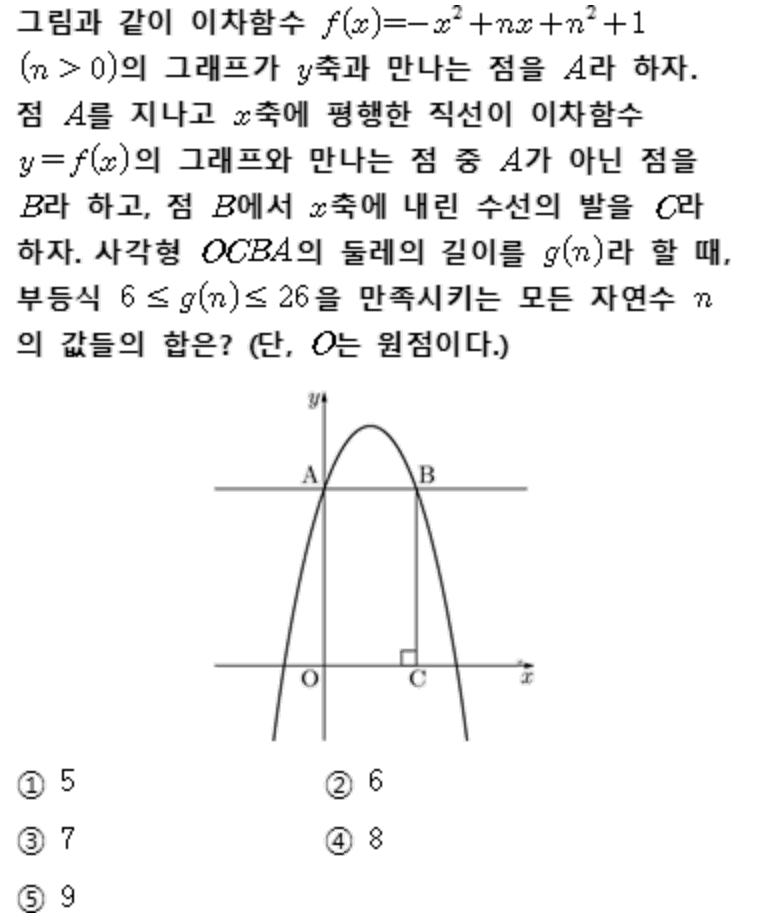 그림과 같이 이차함수 f(x)=-x²+nx+n²+1
(n > 0)의 그래프가 y축과 만나는 점을 A라 하자.
점 A를 지나고 x축에 평행한 직선이 이차함수
y=f(x)의 그래프와 만나는 점 중 A가 아닌 점을
B라 하고, 점 B에서 x축에 내린 수선의 발을 C라
하자. 사각형 OCBA의 둘레의 길이를 g(n)라 할 때,
부등식 6 ≤ g(n) ≤ 26을 만족시키는 모든 자연수 n
의 값들의 합은? (단, O는 원점이다.)
y
A B
O C x
① 5 ② 6
③ 7 ④ 8
⑤ 9